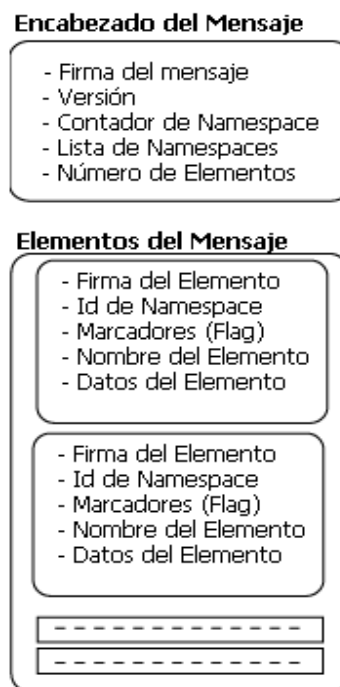 Encabezado del Mensaje
- Firma del mensaje
- Versión
- Contador de Namespace
- Lista de Namespaces
- Número de Elementos
Elementos del Mensaje
- Firma del Elemento
- Id de Namespace
- Marcadores (Flag)
- Nombre del Elemento
- Datos del Elemento
- Firma del Elemento
- Id de Namespace
- Marcadores (Flag)
- Nombre del Elemento
- Datos del Elemento